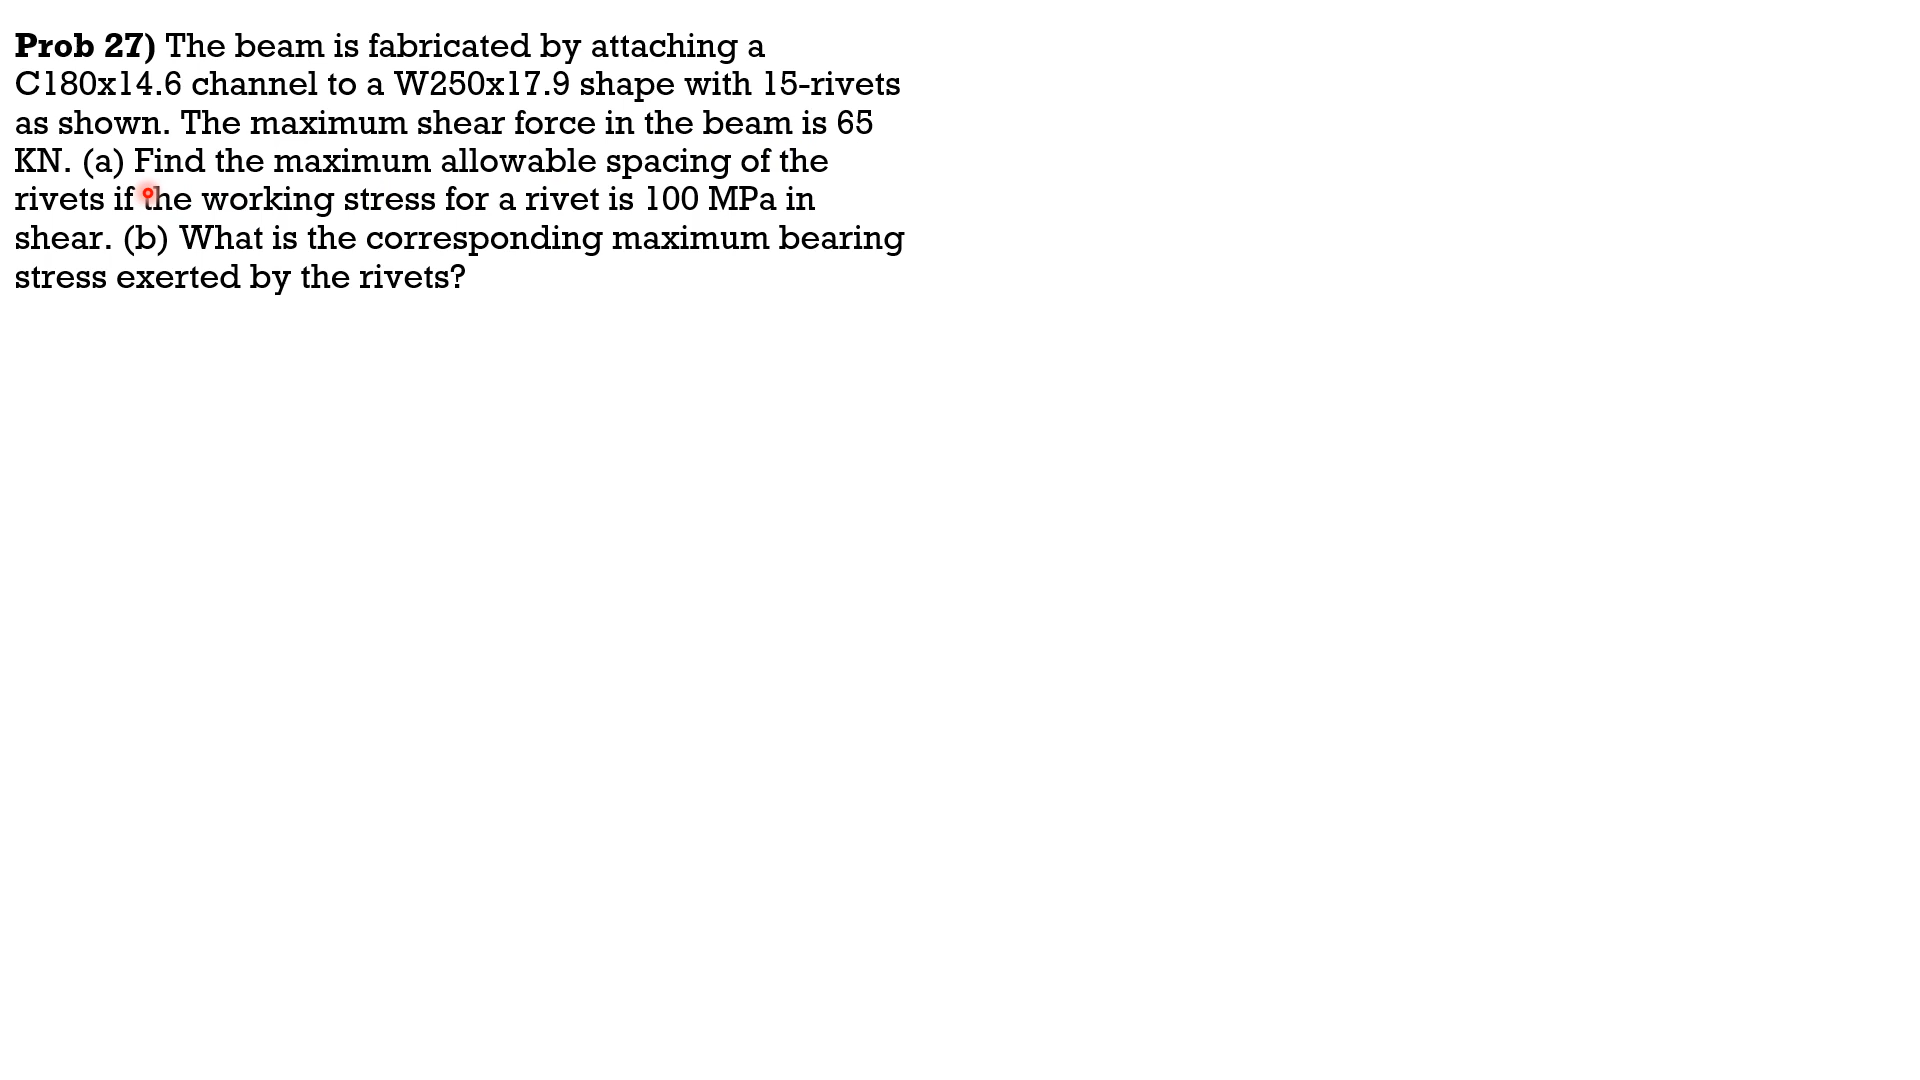 Prob 27) The beam is fabricated by attaching a
C180x14.6 channel to a W250x17.9 shape with 15-rivets
as shown. The maximum shear force in the beam is 65
KN. (a) Find the maximum allowable spacing of the
rivets if the working stress for a rivet is 100 MPa in
shear. (b) What is the corresponding maximum bearing
stress exerted by the rivets?